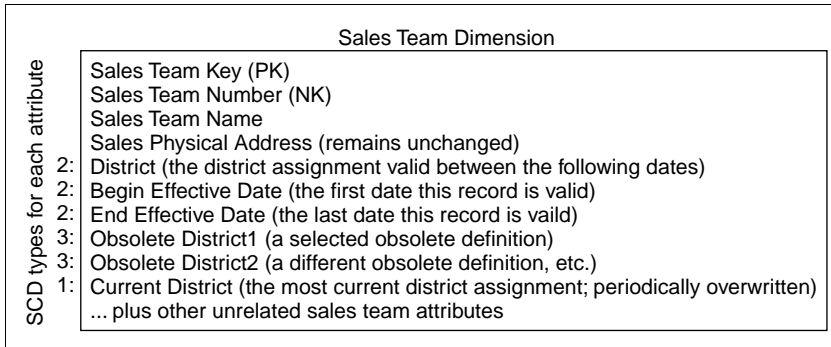 Sales Team Dimension
SCD types for each attribute
Sales Team Key (PK)
Sales Team Number (NK)
Sales Team Name
Sales Physical Address (remains unchanged)
2: District (the district assignment valid between the following dates)
2: Begin Effective Date (the first date this record is valid)
2: End Effective Date (the last date this record is vaild)
3: Obsolete District1 (a selected obsolete definition)
3: Obsolete District2 (a different obsolete definition, etc.)
1: Current District (the most current district assignment; periodically overwritten)
... plus other unrelated sales team attributes